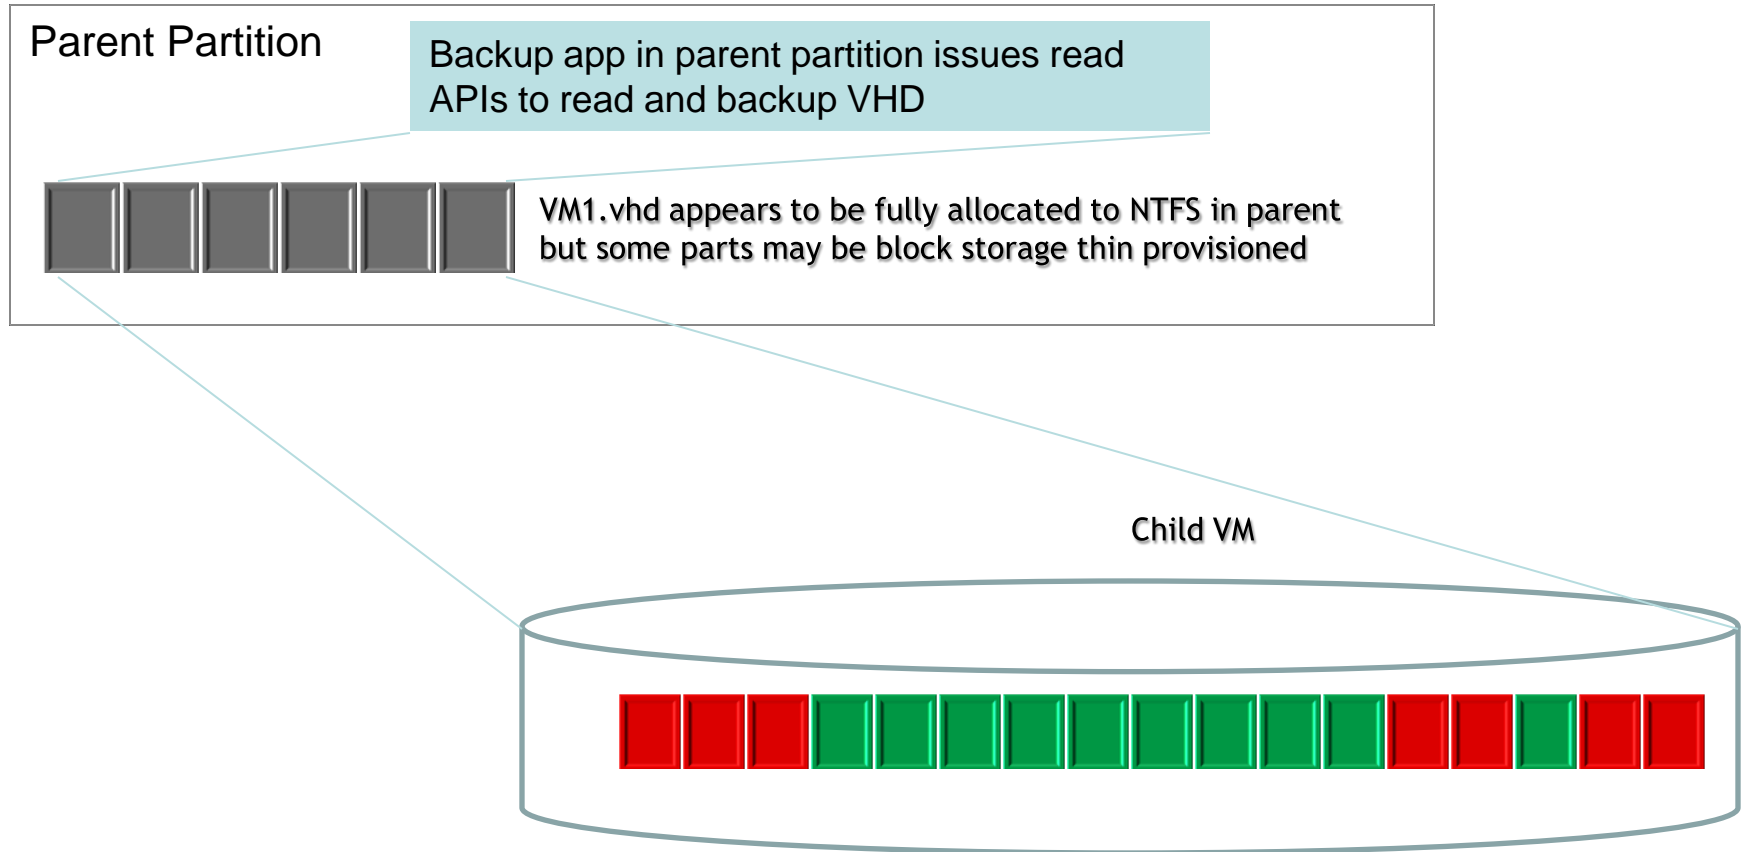 Parent Partition
Backup app in parent partition issues read
APIs to read and backup VHD
VM1.vhd appears to be fully allocated to NTFS in parent
but some parts may be block storage thin provisioned
Child VM